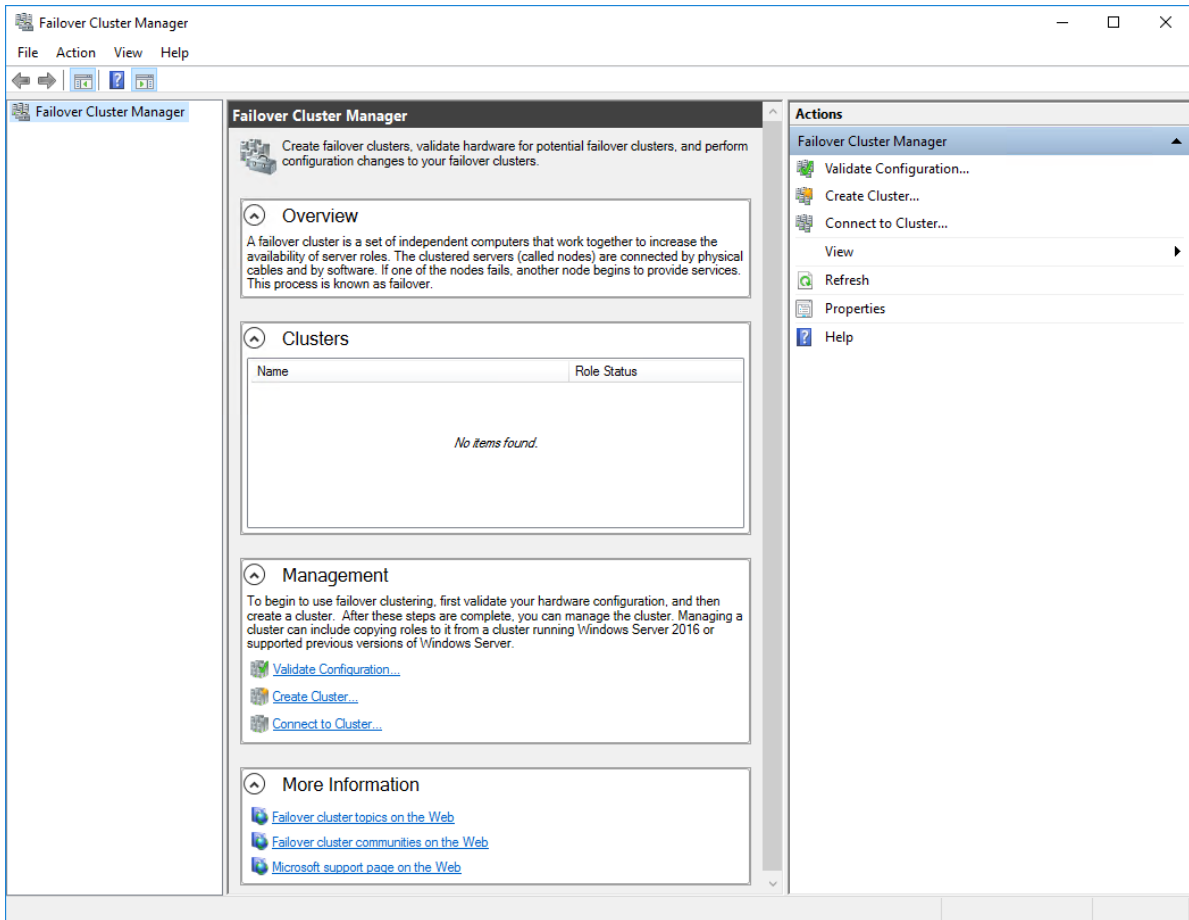 Failover Cluster Manager
File Action View Help
Failover Cluster Manager
Failover Cluster Manager
Create failover clusters, validate hardware for potential failover clusters, and perform
configuration changes to your failover clusters.
Overview
A failover cluster is a set of independent computers that work together to increase the
availability of server roles. The clustered servers (called nodes) are connected by physical
cables and by software. If one of the nodes fails, another node begins to provide services.
This process is known as failover.
Clusters
Name Role Status
No items found.
Management
To begin to use failover clustering, first validate your hardware configuration, and then
create a cluster. After these steps are complete, you can manage the cluster. Managing a
cluster can include copying roles to it from a cluster running Windows Server 2016 or
supported previous versions of Windows Server.
Validate Configuration...
Create Cluster...
Connect to Cluster...
More Information
Failover cluster topics on the Web
Failover cluster communities on the Web
Microsoft support page on the Web
Actions
Failover Cluster Manager
Validate Configuration...
Create Cluster...
Connect to Cluster...
View
Refresh
Properties
Help